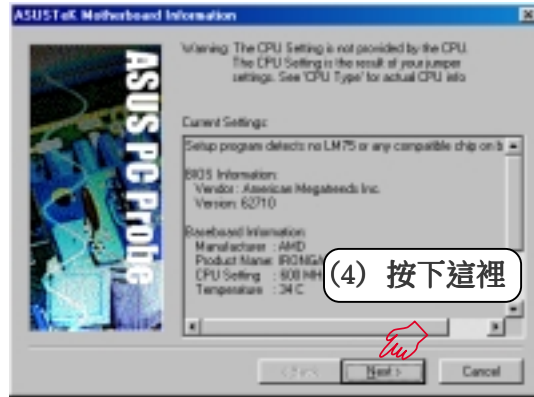 ASUSTeK Motherboard Information
ASUS PC Probe
Warning: The CPU Setting is not provided by the CPU.
The CPU Setting is the result of your jumper
settings. See 'CPU Type' for actual CPU info
Current Settings:
Setup program detects no LM75 or any compatible chip on b
BIOS Information:
Vendor : American Megatrends Inc.
Version: 62710
Baseboard Information:
Manufacturer : AMD
Product Name:
CPU Setting : 600 MH
Temperature : 34 C
(4) 按下這裡
< Back
Next >
Cancel